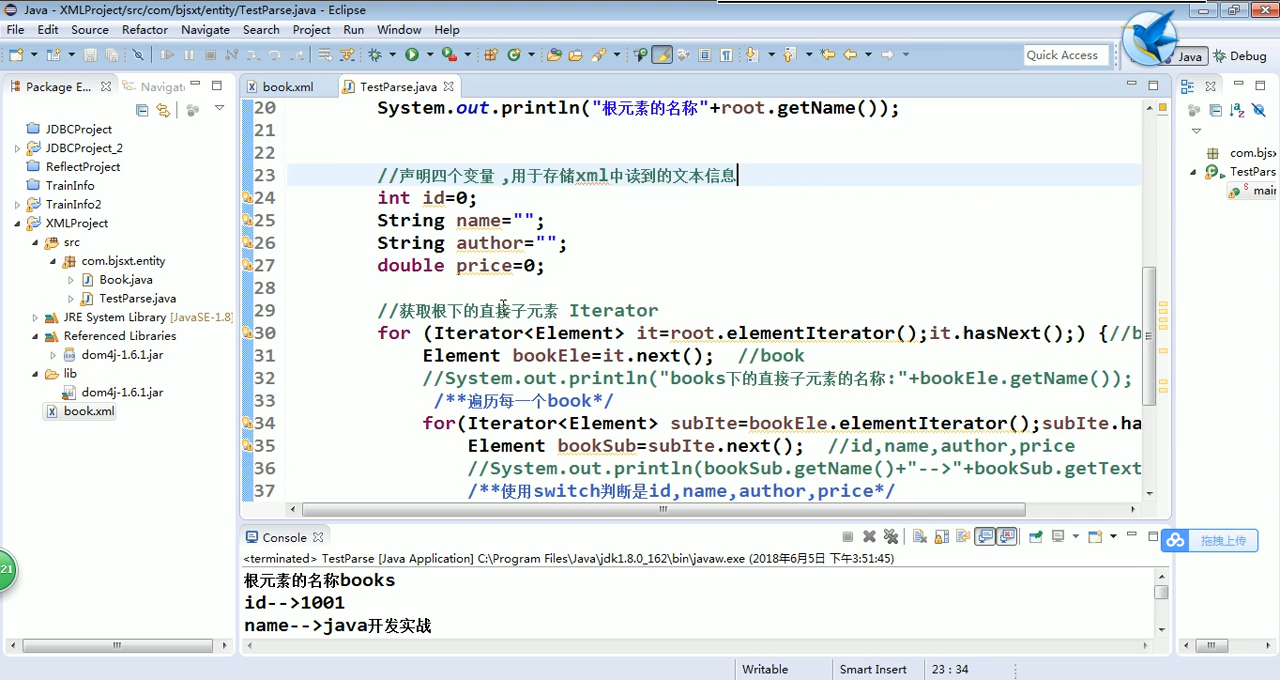 Java - XMLProject/src/com/bjsxt/entity/TestParse.java - Eclipse
File Edit Source Refactor Navigate Search Project Run Window Help
Quick Access
Java
Debug
Package E...
Navigat
book.xml
TestParse.java
JDBCProject
JDBCProject_2
ReflectProject
TrainInfo
TrainInfo2
XMLProject
src
com.bjsxt.entity
Book.java
TestParse.java
JRE System Library [JavaSE-1.8]
Referenced Libraries
dom4j-1.6.1.jar
lib
dom4j-1.6.1.jar
book.xml
21
20 System.out.println("根元素的名称"+root.getName());
21
22
23 //声明四个变量 ,用于存储xml中读到的文本信息
24 int id=0;
25 String name="";
26 String author="";
27 double price=0;
28
29 //获取根下的直接子元素 Iterator
30 for (Iterator<Element> it=root.elementIterator();it.hasNext();) {//b
31 Element bookEle=it.next(); //book
32 //System.out.println("books下的直接子元素的名称:"+bookEle.getName());
33 /**遍历每一个book*/
34 for(Iterator<Element> subIte=bookEle.elementIterator();subIte.ha
35 Element bookSub=subIte.next(); //id,name,author,price
36 //System.out.println(bookSub.getName()+"-->"+bookSub.getText
37 /**使用switch判断是id,name,author,price*/
com.bjsx
TestPars
main
Console
<terminated> TestParse [Java Application] C:\Program Files\Java\jdk1.8.0_162\bin\javaw.exe (2018年6月5日 下午3:51:45)
根元素的名称books
id-->1001
name-->java开发实战
拖拽上传
Writable
Smart Insert
23 : 34